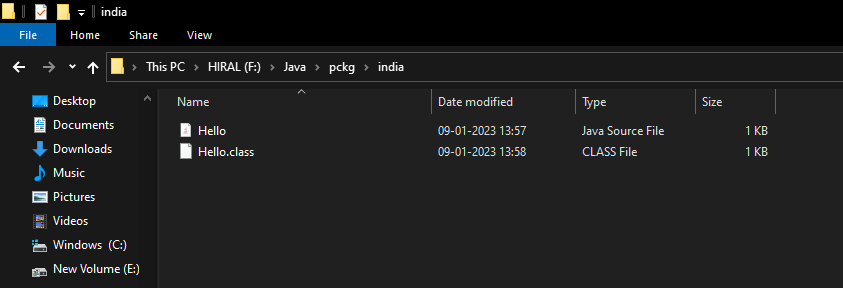 india
File Home Share View
This PC HIRAL (F:) Java pckg india
Desktop Name Date modified Type Size
Documents Hello 09-01-2023 13:57 Java Source File 1 KB
Downloads Hello.class 09-01-2023 13:58 CLASS File 1 KB
Music
Pictures
Videos
Windows (C:)
New Volume (E:)